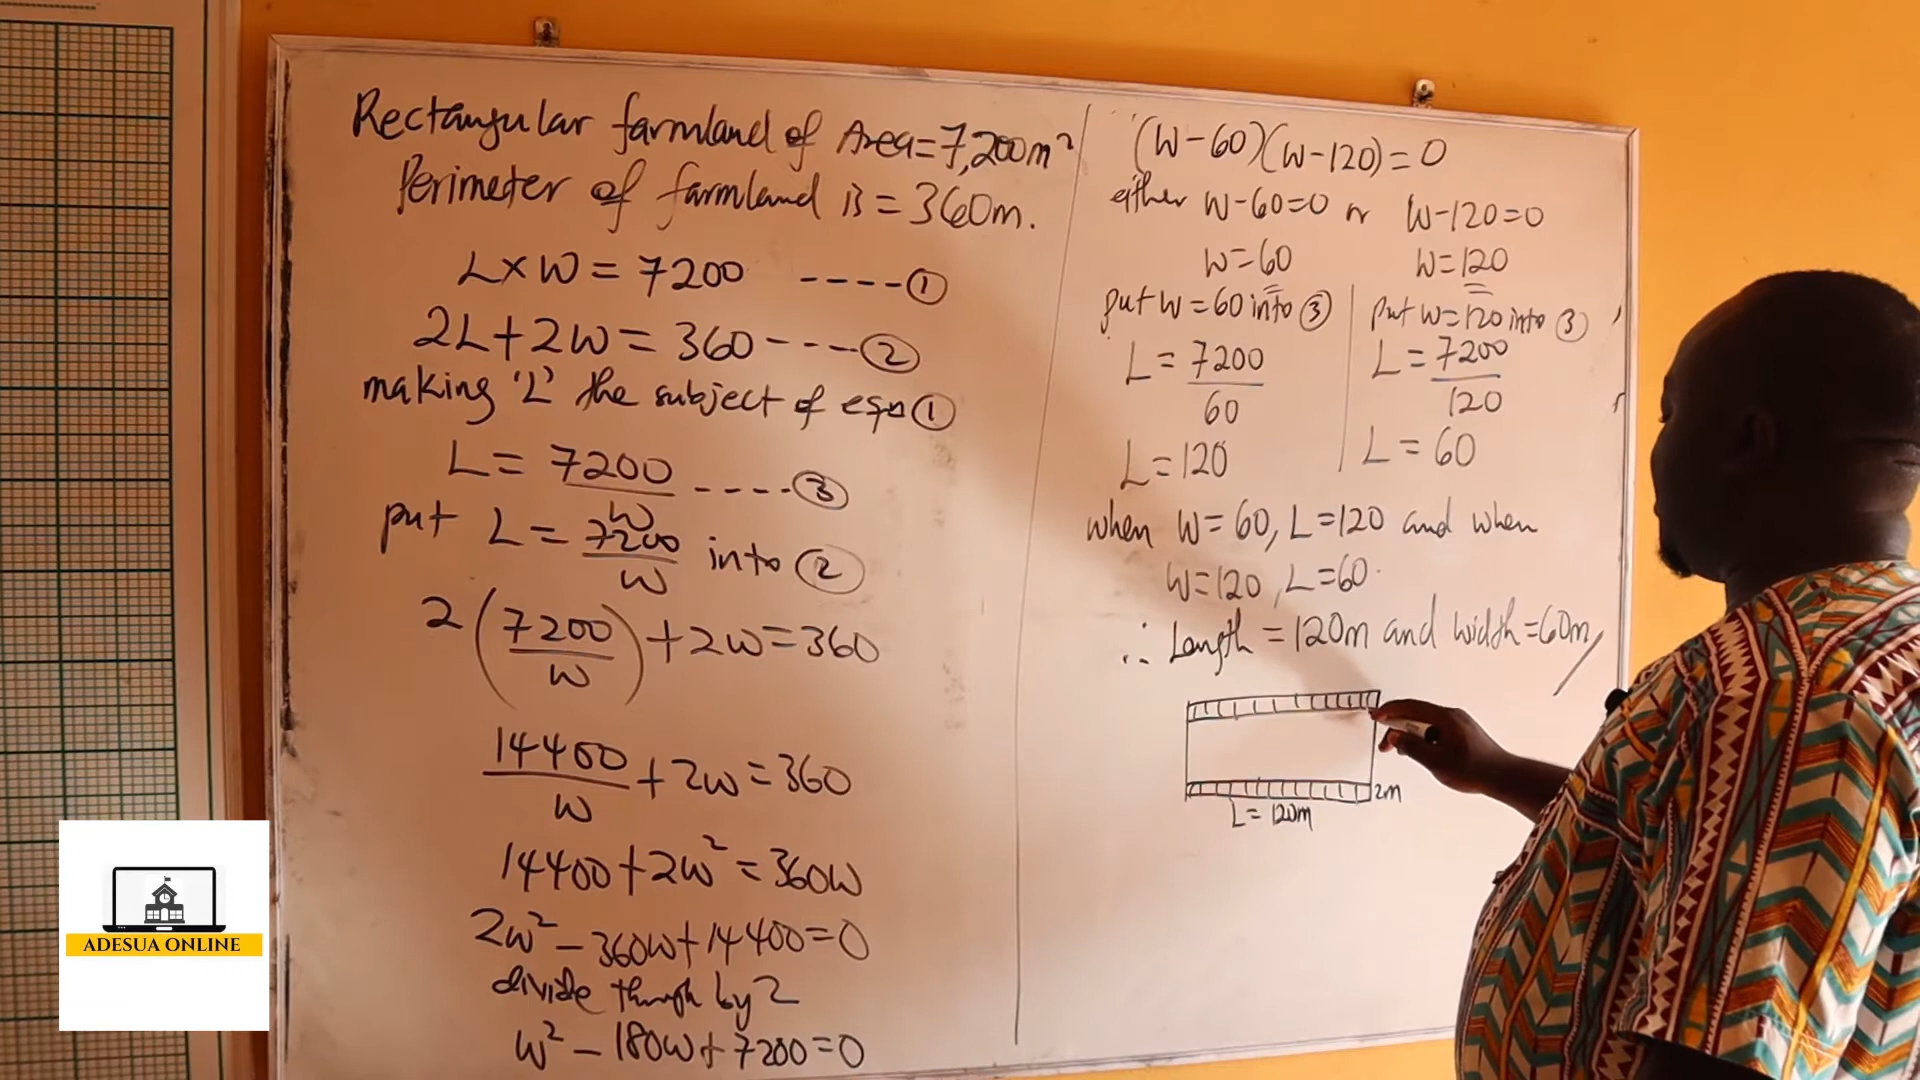 Rectangular farmland of Area=7,200m²
Perimeter of farmland is = 360m.
L×W = 7200 ----①
2L+2W = 360----②
making 'L' the subject of eqn①
L = 7200/W ----③
put L = 7200/W into ②
2(7200/W)+2W=360
14400/W+2W=360
14400+2W²=360W
2W²-360W+14400=0
divide through by 2
W²-180W+7200=0
(W-60)(W-120)=0
either W-60=0 or W-120=0
W=60 W=120
put W=60 into ③
L=7200/60
L=120
put W=120 into ③
L=7200/120
L=60
when W=60, L=120 and when
W=120, L=60.
∴ Length = 120m and width=60m
2m
L= 120m
ADESUA ONLINE